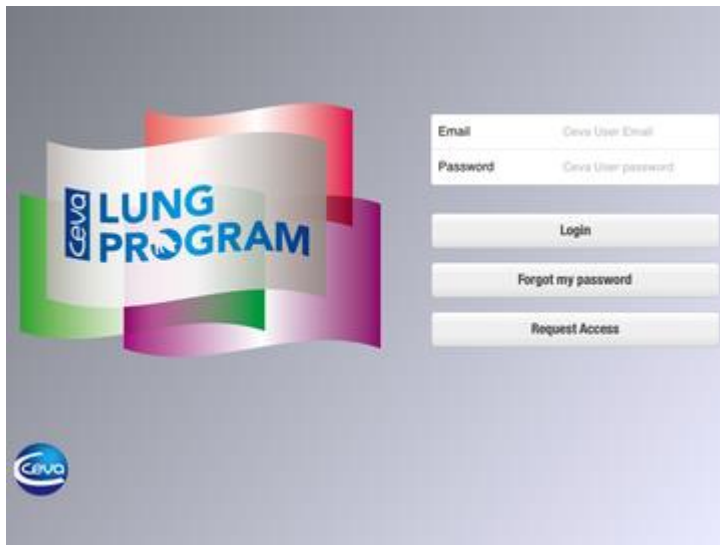 ceva LUNG
PROGRAM
Email Ceva User Email
Password Ceva User password
Login
Forgot my password
Request Access
Ceva